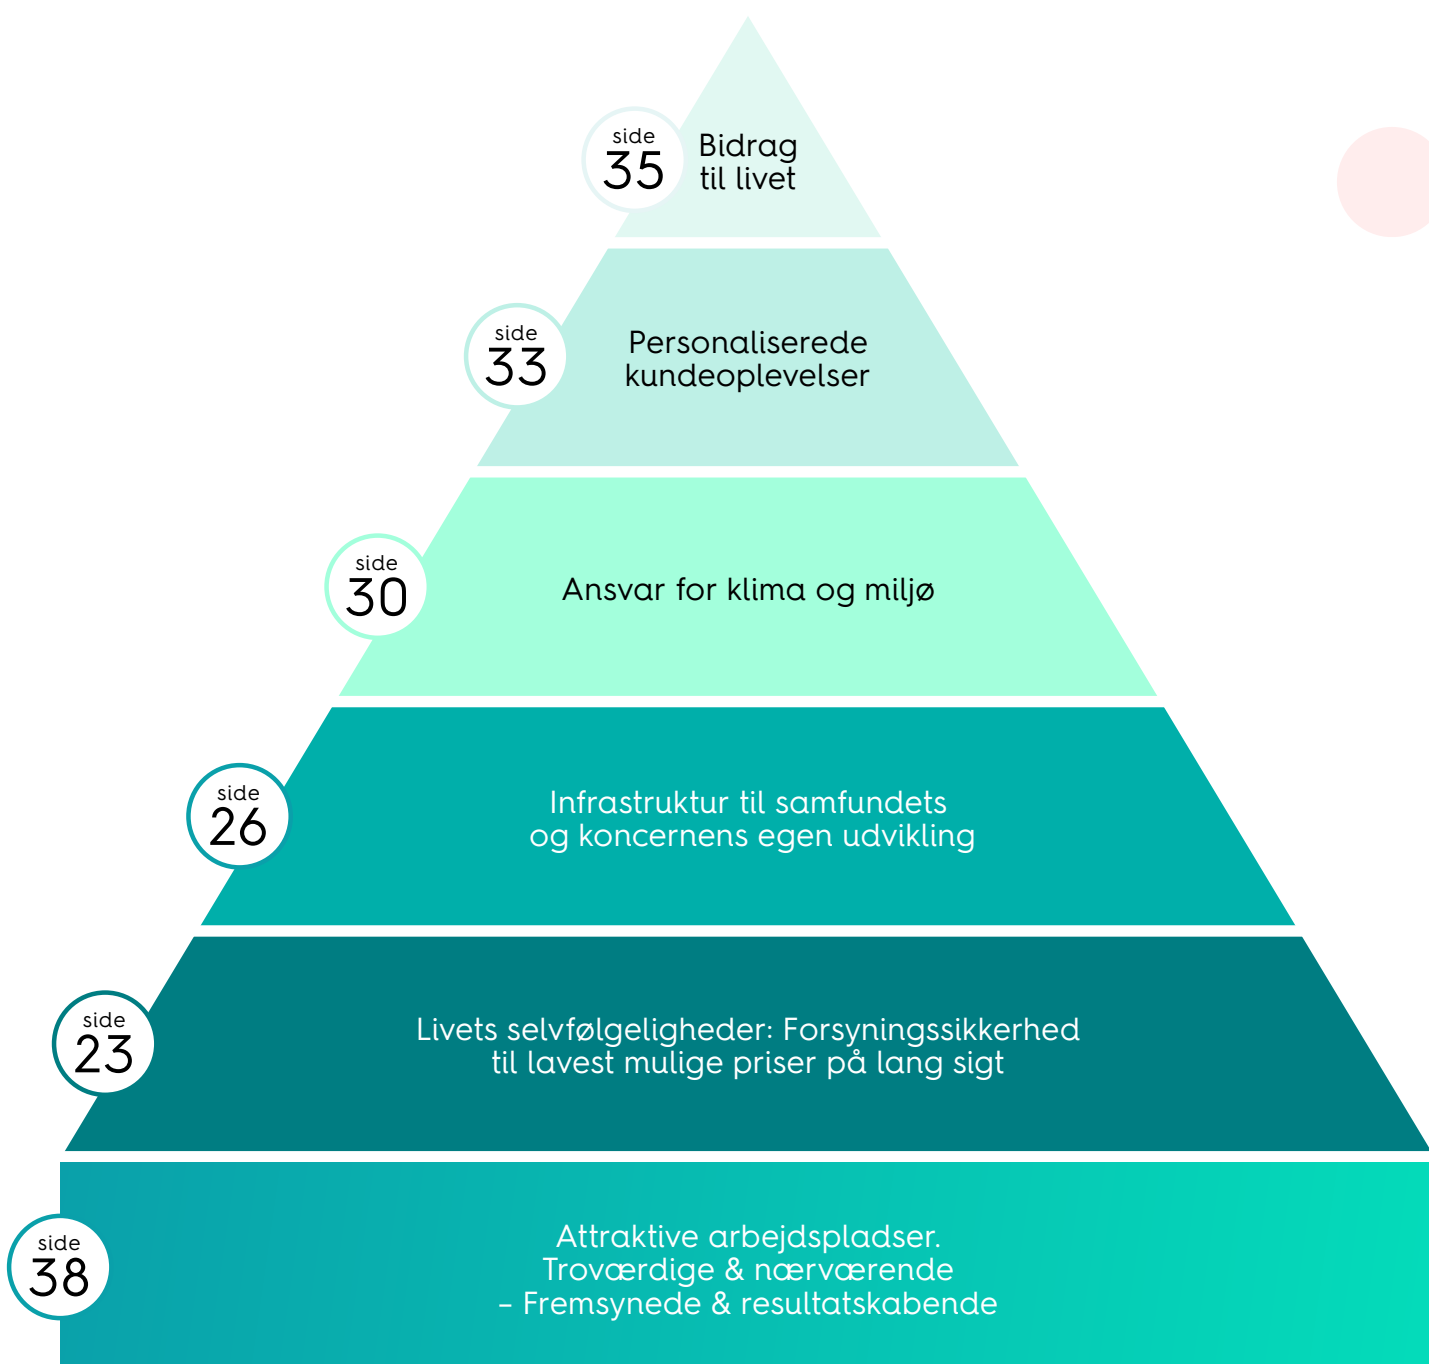 side
35
Bidrag
til livet
side
33
Personaliserede
kundeoplevelser
side
30
Ansvar for klima og miljø
side
26
Infrastruktur til samfundets
og koncernens egen udvikling
side
23
Livets selvfølgeligheder: Forsyningssikkerhed
til lavest mulige priser på lang sigt
side
38
Attraktive arbejdspladser.
Troværdige & nærværende
– Fremsynede & resultatskabende